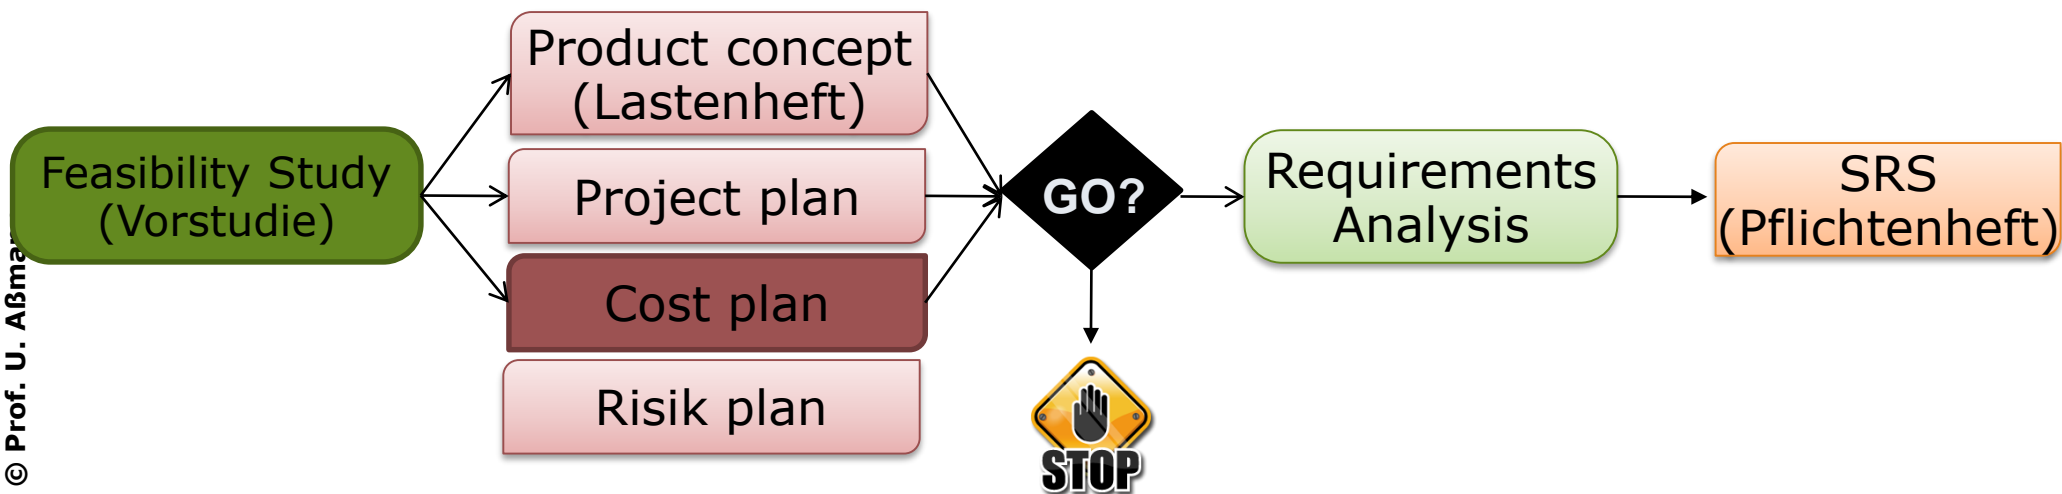 Feasibility Study
(Vorstudie)
Product concept
(Lastenheft)
Project plan
Cost plan
Risik plan
GO?
STOP
Requirements
Analysis
SRS
(Pflichtenheft)
© Prof. U.